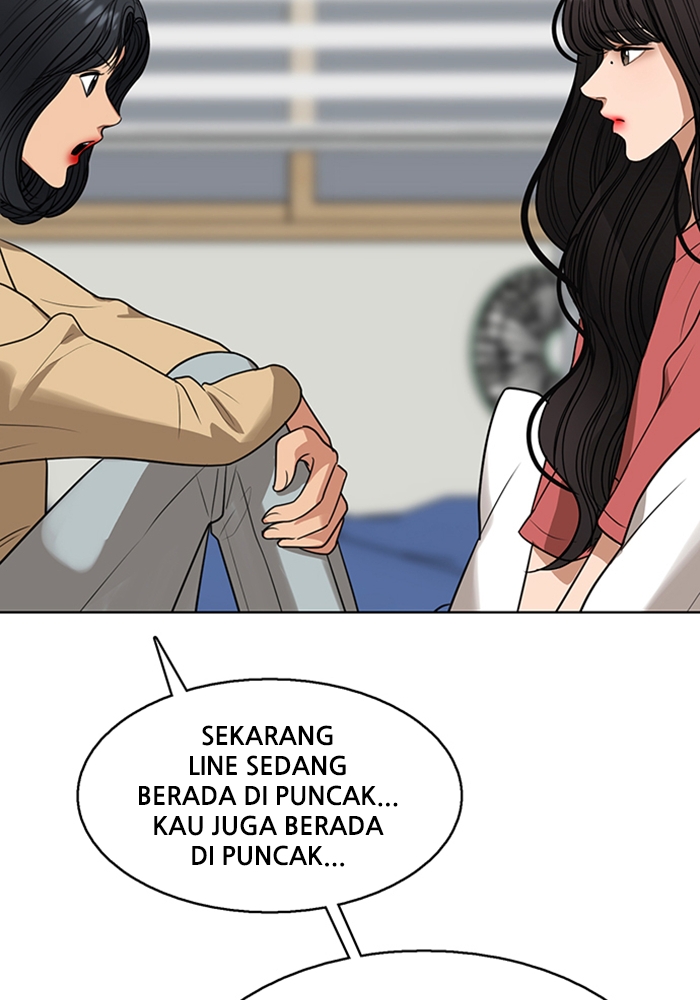 SEKARANG
LINE SEDANG
BERADA DI PUNCAK...
KAU JUGA BERADA
DI PUNCAK...